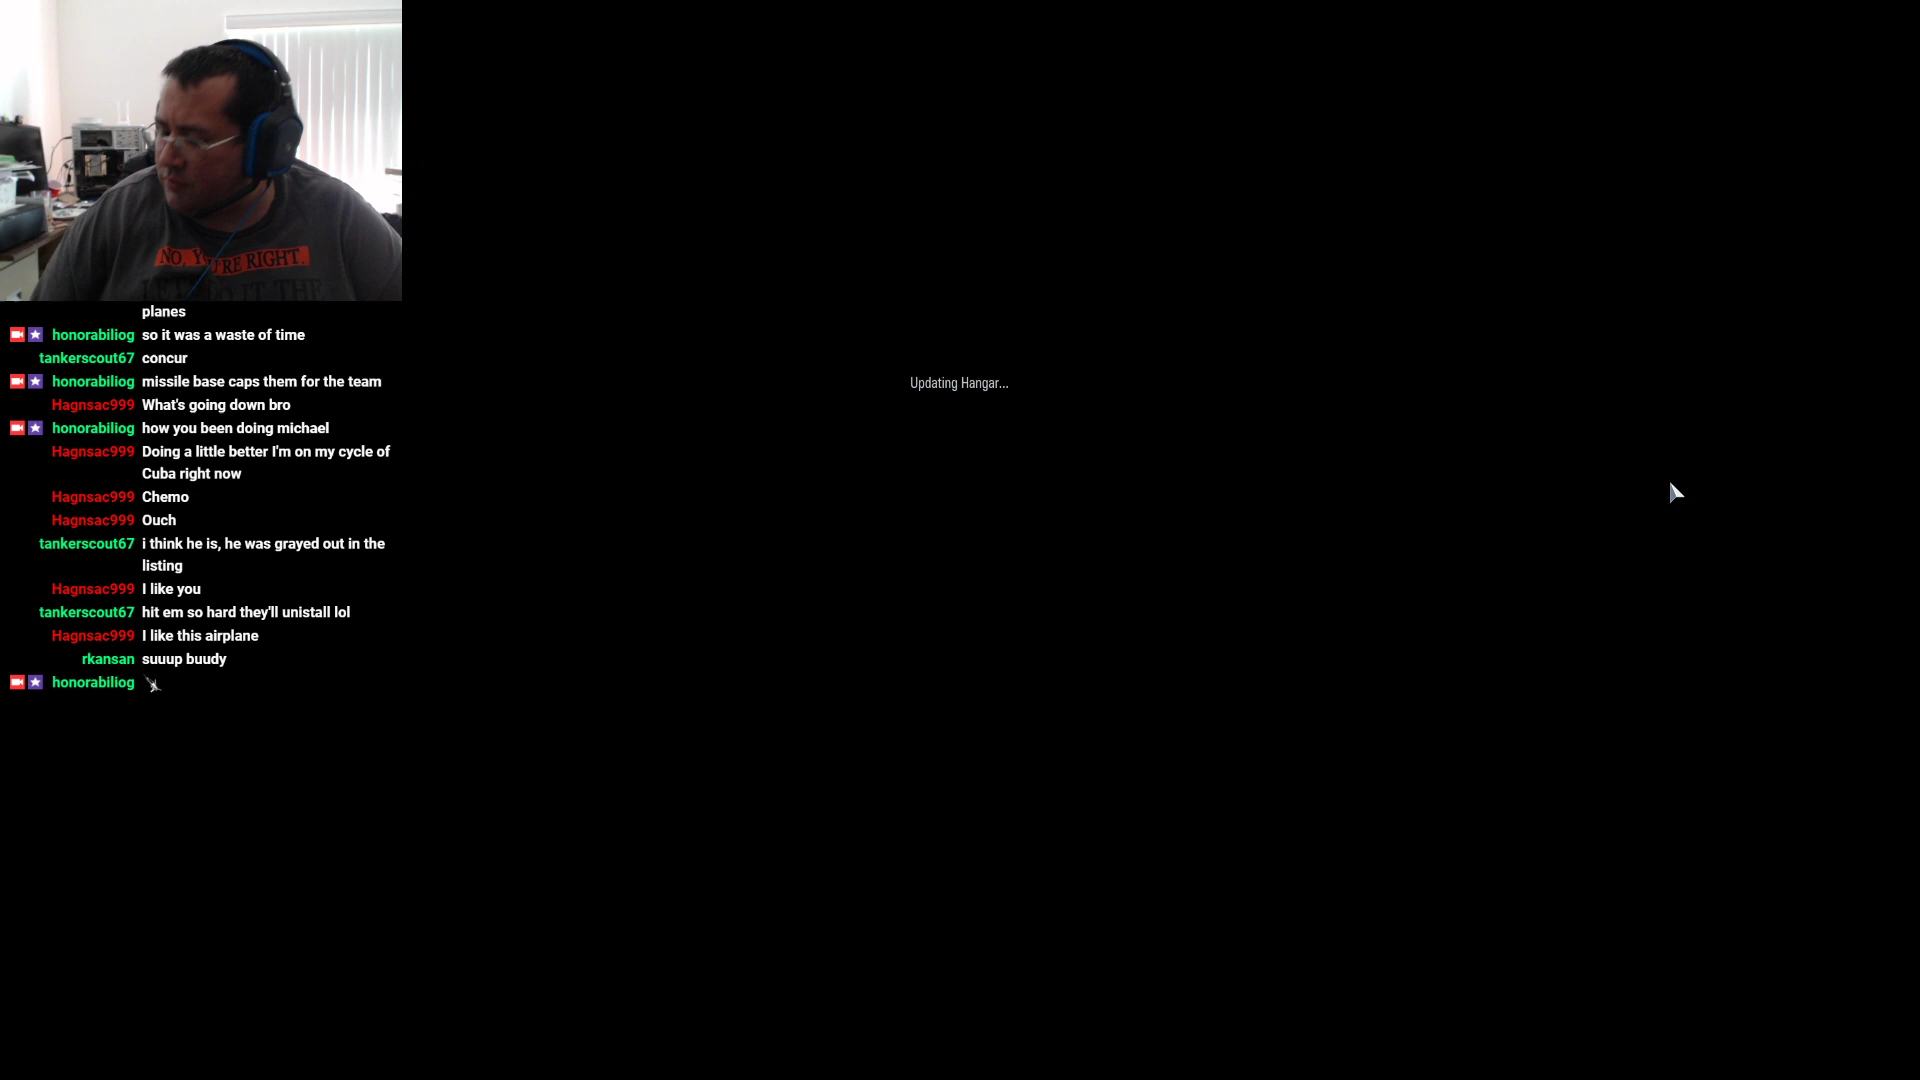 NO, YOU'RE RIGHT.
LET'S DO IT THE
planes
honorabiliog so it was a waste of time
tankerscout67 concur
honorabiliog missile base caps them for the team
Hagnsac999 What's going down bro
honorabiliog how you been doing michael
Hagnsac999 Doing a little better I'm on my cycle of
Cuba right now
Hagnsac999 Chemo
Hagnsac999 Ouch
tankerscout67 i think he is, he was grayed out in the
listing
Hagnsac999 I like you
tankerscout67 hit em so hard they'll unistall lol
Hagnsac999 I like this airplane
rkansan suuup buudy
honorabiliog
Updating Hangar...